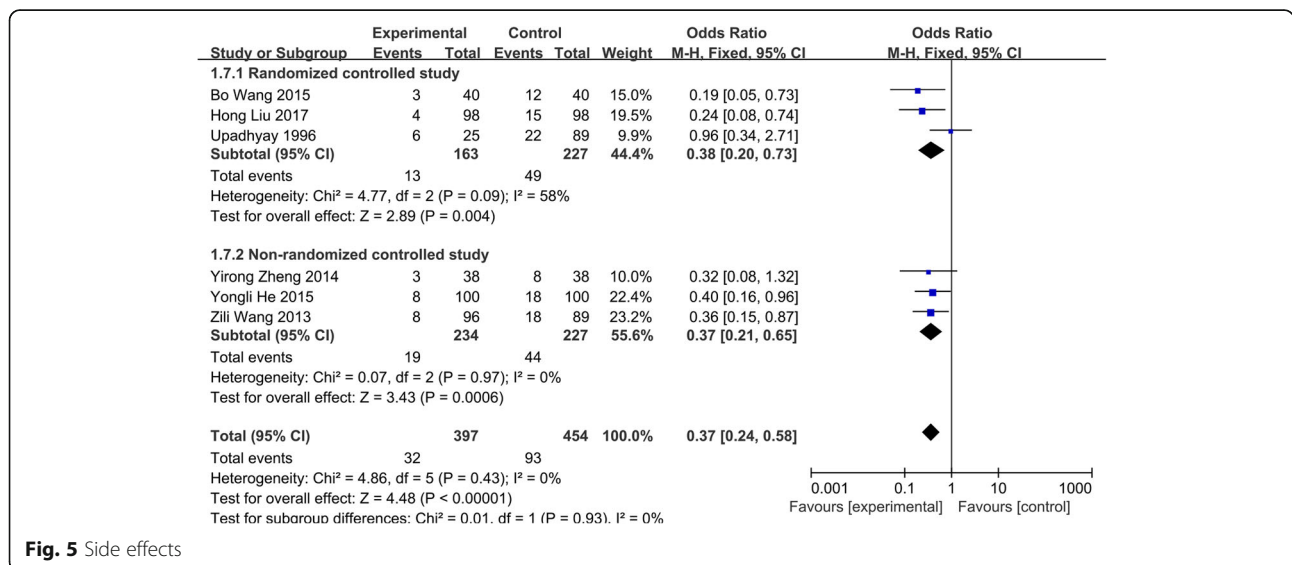 Experimental Control Odds Ratio Odds Ratio
Study or Subgroup Events Total Events Total Weight M-H, Fixed, 95% CI M-H, Fixed, 95% CI
1.7.1 Randomized controlled study
Bo Wang 2015 3 40 12 40 15.0% 0.19 [0.05, 0.73]
Hong Liu 2017 4 98 15 98 19.5% 0.24 [0.08, 0.74]
Upadhyay 1996 6 25 22 89 9.9% 0.96 [0.34, 2.71]
Subtotal (95% CI) 163 227 44.4% 0.38 [0.20, 0.73]
Total events 13 49
Heterogeneity: Chi² = 4.77, df = 2 (P = 0.09); I² = 58%
Test for overall effect: Z = 2.89 (P = 0.004)
1.7.2 Non-randomized controlled study
Yirong Zheng 2014 3 38 8 38 10.0% 0.32 [0.08, 1.32]
Yongli He 2015 8 100 18 100 22.4% 0.40 [0.16, 0.96]
Zili Wang 2013 8 96 18 89 23.2% 0.36 [0.15, 0.87]
Subtotal (95% CI) 234 227 55.6% 0.37 [0.21, 0.65]
Total events 19 44
Heterogeneity: Chi² = 0.07, df = 2 (P = 0.97); I² = 0%
Test for overall effect: Z = 3.43 (P = 0.0006)
Total (95% CI) 397 454 100.0% 0.37 [0.24, 0.58]
Total events 32 93
Heterogeneity: Chi² = 4.86, df = 5 (P = 0.43); I² = 0%
Test for overall effect: Z = 4.48 (P < 0.00001)
Test for subgroup differences: Chi² = 0.01, df = 1 (P = 0.93), I² = 0%
0.001 0.1 1 10 1000
Favours [experimental] Favours [control]
Fig. 5 Side effects